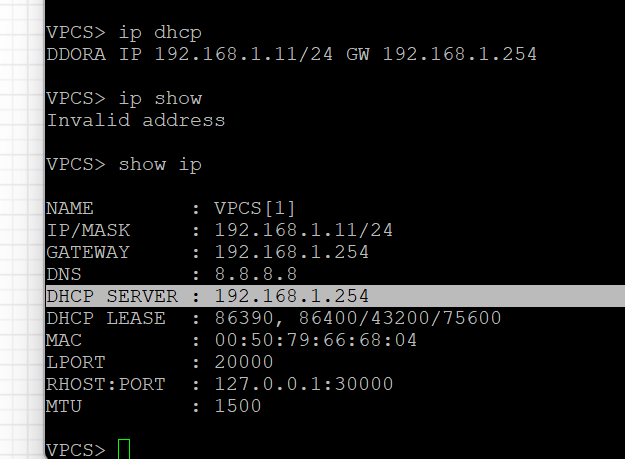 VPCS> ip dhcp
DDORA IP 192.168.1.11/24 GW 192.168.1.254
VPCS> ip show
Invalid address
VPCS> show ip
NAME        : VPCS[1]
IP/MASK     : 192.168.1.11/24
GATEWAY     : 192.168.1.254
DNS         : 8.8.8.8
DHCP SERVER : 192.168.1.254
DHCP LEASE  : 86390, 86400/43200/75600
MAC         : 00:50:79:66:68:04
LPORT       : 20000
RHOST:PORT  : 127.0.0.1:30000
MTU         : 1500
VPCS>